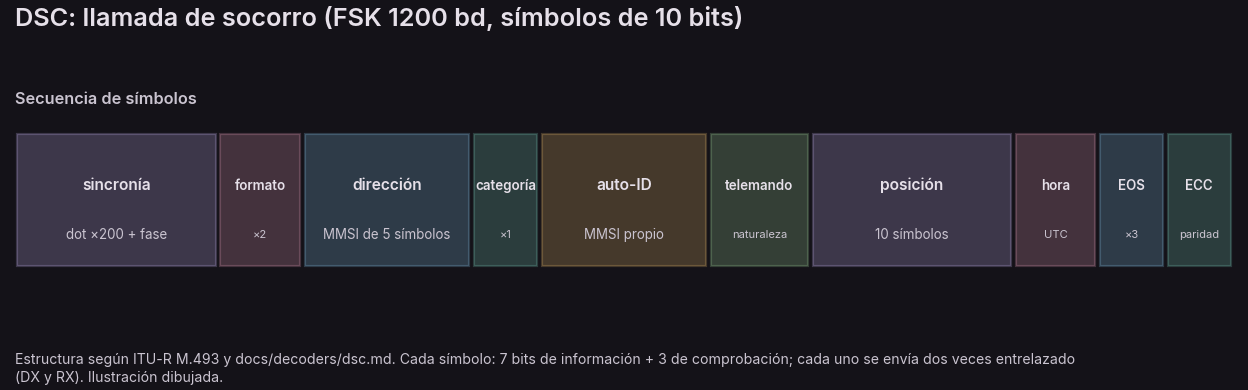 DSC: llamada de socorro (FSK 1200 bd, símbolos de 10 bits)
Secuencia de símbolos
sincronía formato dirección categoría auto-ID telemando posición hora EOS ECC
dot ×200 + fase ×2 MMSI de 5 símbolos ×1 MMSI propio naturaleza 10 símbolos UTC ×3 paridad
Estructura según ITU-R M.493 y docs/decoders/dsc.md. Cada símbolo: 7 bits de información + 3 de comprobación; cada uno se envía dos veces entrelazado
(DX y RX). Ilustración dibujada.